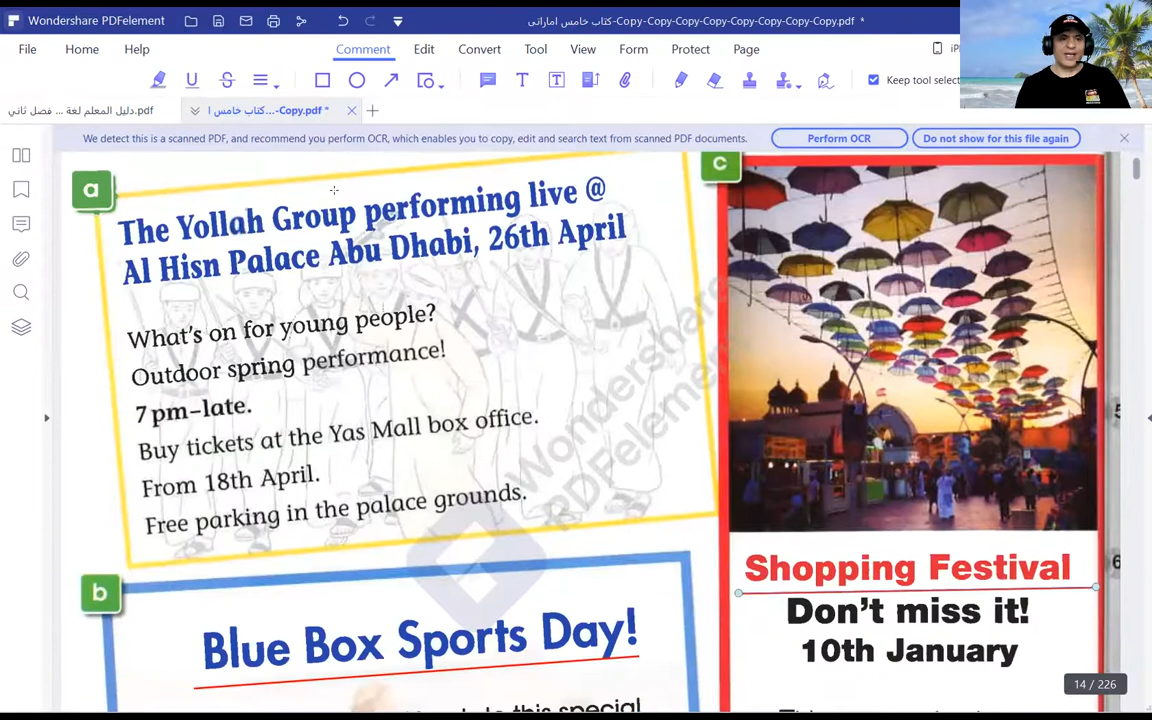 Wondershare PDFelement
كتاب خامس اماراتى-Copy-Copy-Copy-Copy-Copy-Copy-Copy-Copy.pdf *
File Home Help Comment Edit Convert Tool View Form Protect Page
Keep tool selec
دليل المعلم لغة ... فصل ثاني.pdf
كتاب خامس ا...-Copy.pdf *
We detect this is a scanned PDF, and recommend you perform OCR, which enables you to copy, edit and search text from scanned PDF documents.
Perform OCR
Do not show for this file again
a
The Yollah Group performing live @
Al Hisn Palace Abu Dhabi, 26th April
What's on for young people?
Outdoor spring performance!
7 pm–late.
Buy tickets at the Yas Mall box office.
From 18th April.
Free parking in the palace grounds.
b
Blue Box Sports Day!
to this special
c
Shopping Festival
Don't miss it!
10th January
Wondershare
PDFelement
14 / 226